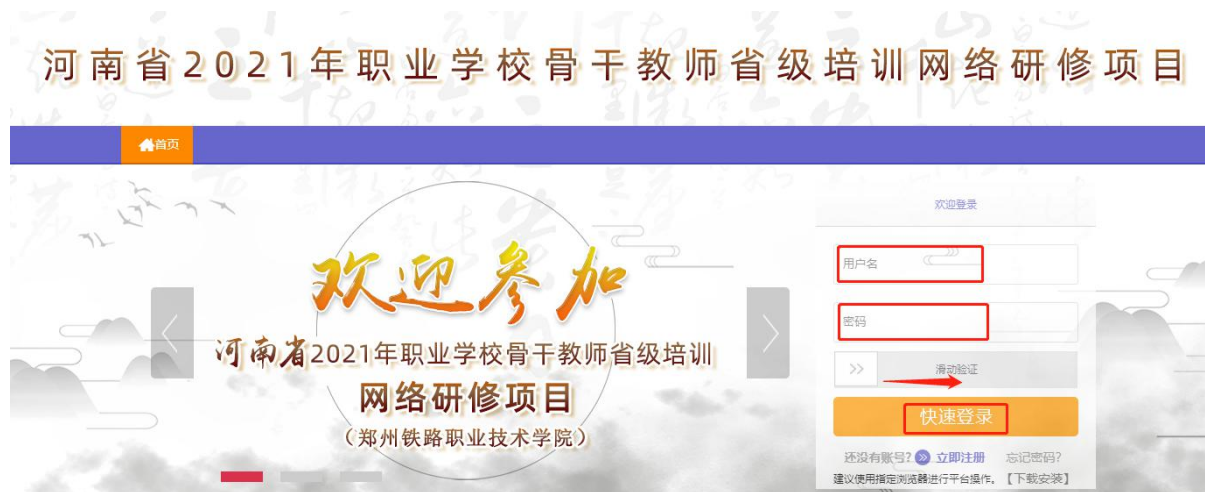 河南省2021年职业学校骨干教师省级培训网络研修项目
首页
欢迎参加
河南省2021年职业学校骨干教师省级培训
网络研修项目
（郑州铁路职业技术学院）
欢迎登录
用户名
密码
>> 滑动验证
快速登录
还没有账号? 立即注册 忘记密码?
建议使用指定浏览器进行平台操作。【下载安装】